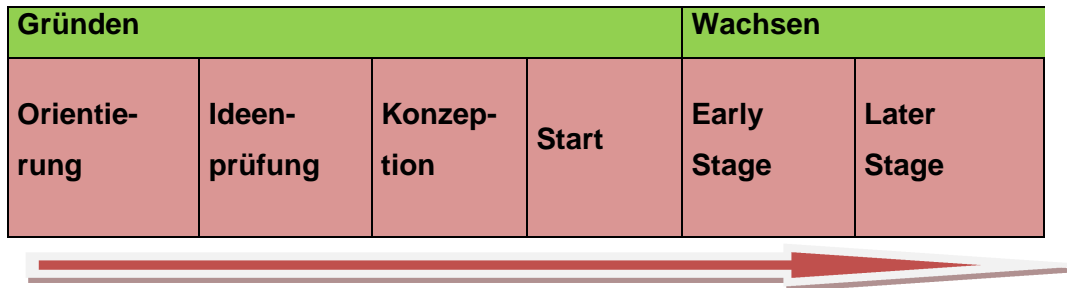 Gründen Wachsen
Orientie-
rung
Ideen-
prüfung
Konzep-
tion
Start
Early
Stage
Later
Stage